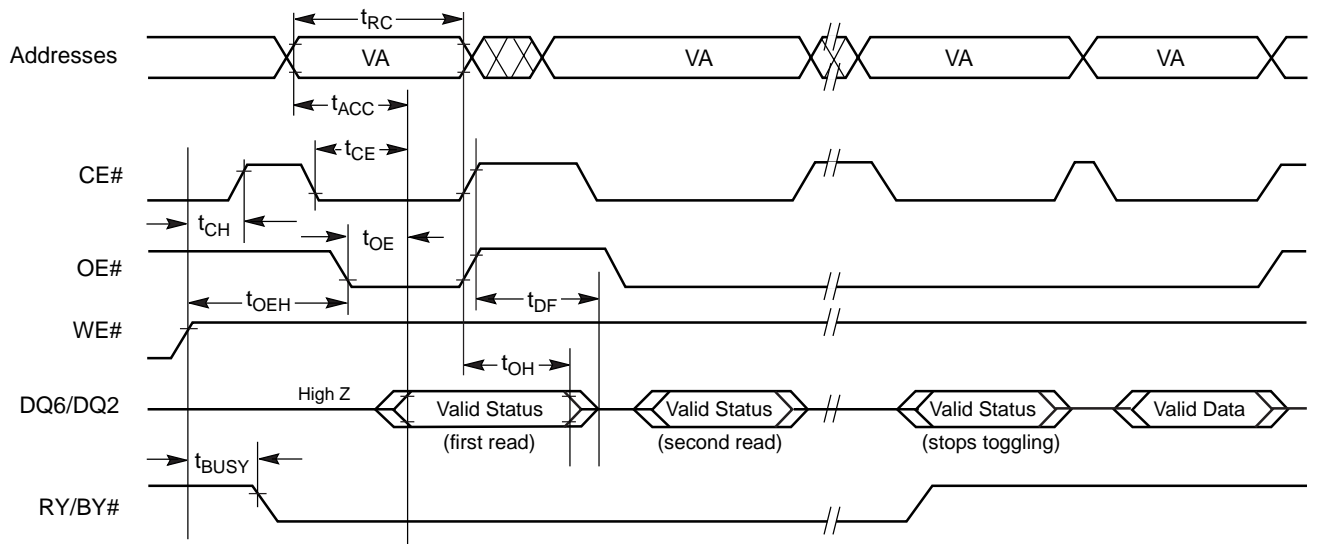 tRC
Addresses VA VA VA VA
tACC
tCE
CE#
tCH
tOE
OE#
tOEH
tDF
WE#
tOH
High Z
DQ6/DQ2 Valid Status Valid Status Valid Status Valid Data
(first read) (second read) (stops toggling)
tBUSY
RY/BY#